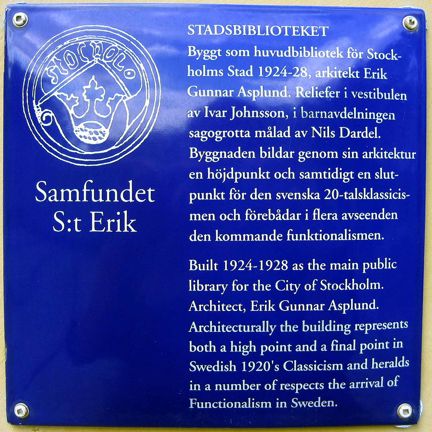 STOCHOLM
Samfundet
S:t Erik
STADSBIBLIOTEKET
Byggt som huvudbibliotek för Stock-
holms Stad 1924-28, arkitekt Erik
Gunnar Asplund. Reliefer i vestibulen
av Ivar Johnsson, i barnavdelningen
sagogrotta målad av Nils Dardel.
Byggnaden bildar genom sin arkitektur
en höjdpunkt och samtidigt en slut-
punkt för den svenska 20-talsklassicis-
men och förebådar i flera avseenden
den kommande funktionalismen.
Built 1924-1928 as the main public
library for the City of Stockholm.
Architect, Erik Gunnar Asplund.
Architecturally the building represents
both a high point and a final point in
Swedish 1920's Classicism and heralds
in a number of respects the arrival of
Functionalism in Sweden.